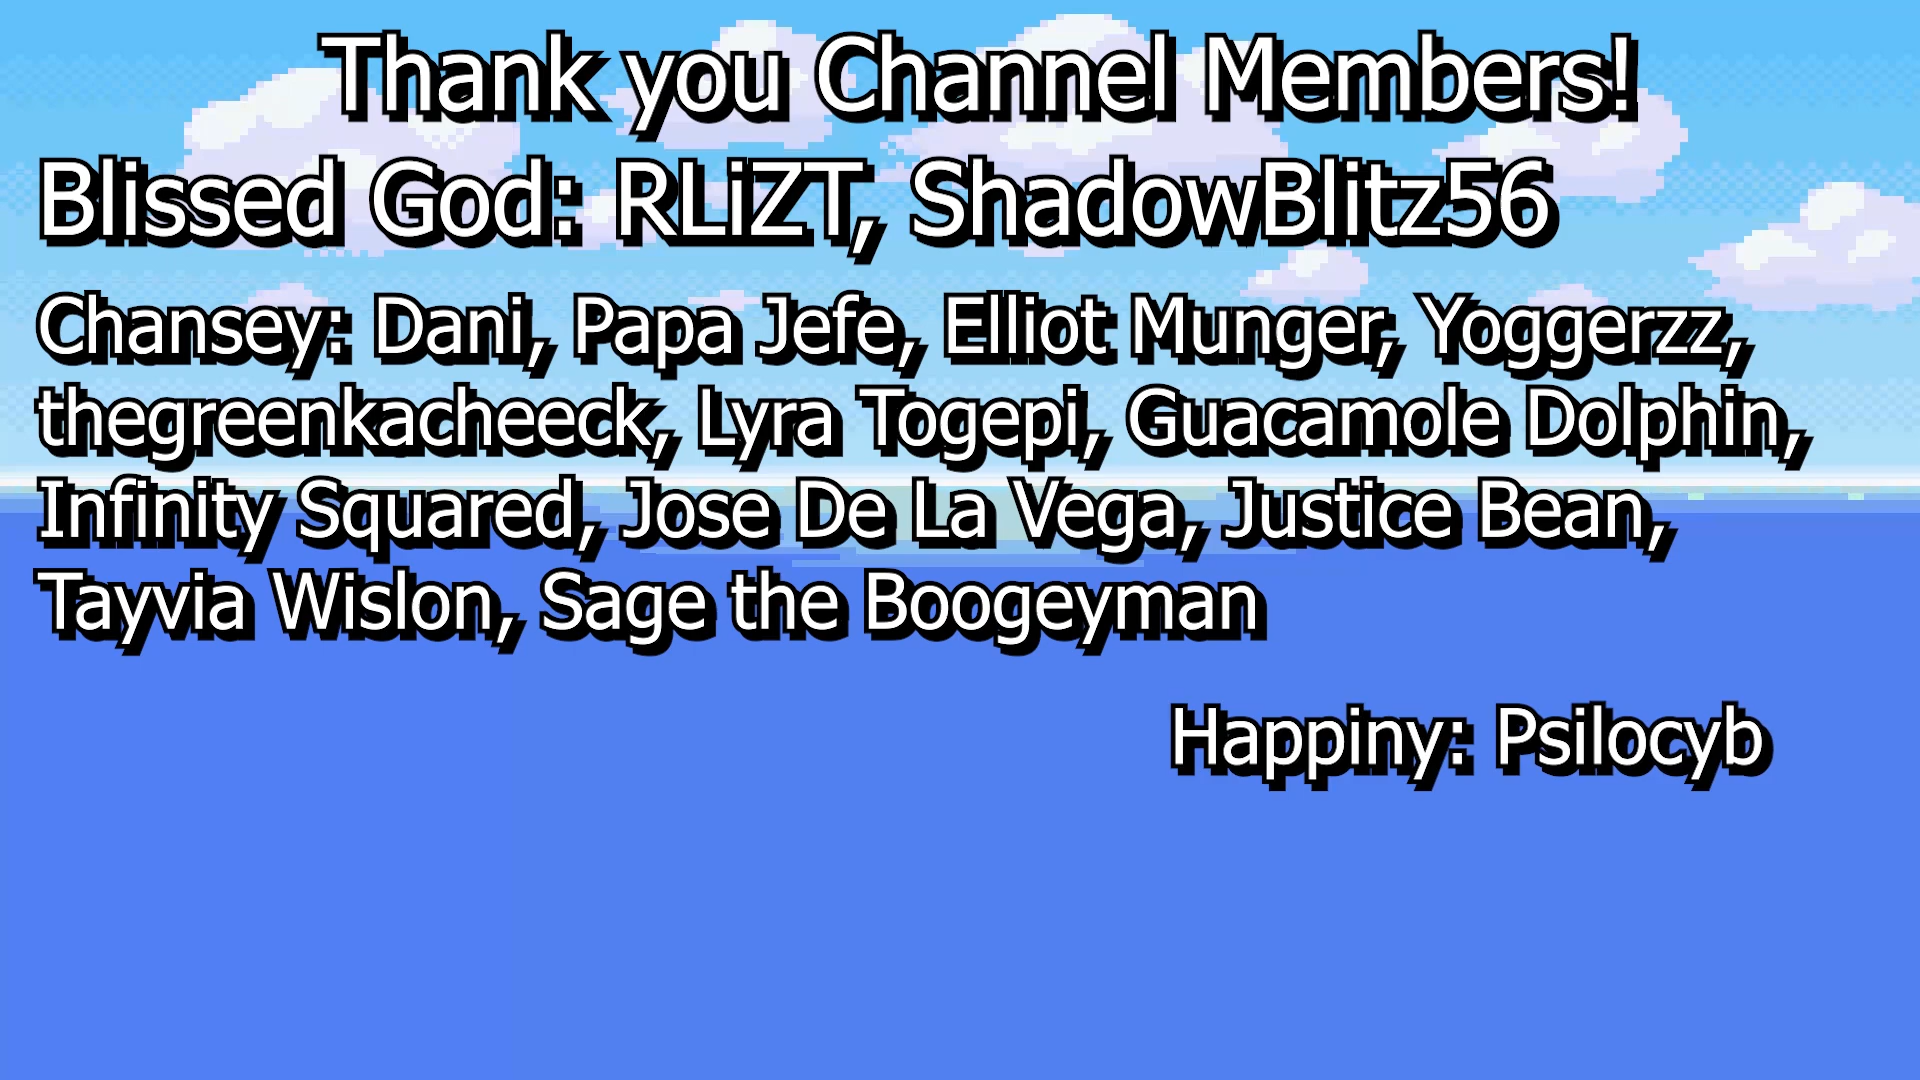 Thank you Channel Members!
Blissed God: RLiZT, ShadowBlitz56
Chansey: Dani, Papa Jefe, Elliot Munger, Yoggerzz,
thegreenkacheeck, Lyra Togepi, Guacamole Dolphin,
Infinity Squared, Jose De La Vega, Justice Bean,
Tayvia Wislon, Sage the Boogeyman
Happiny: Psilocyb